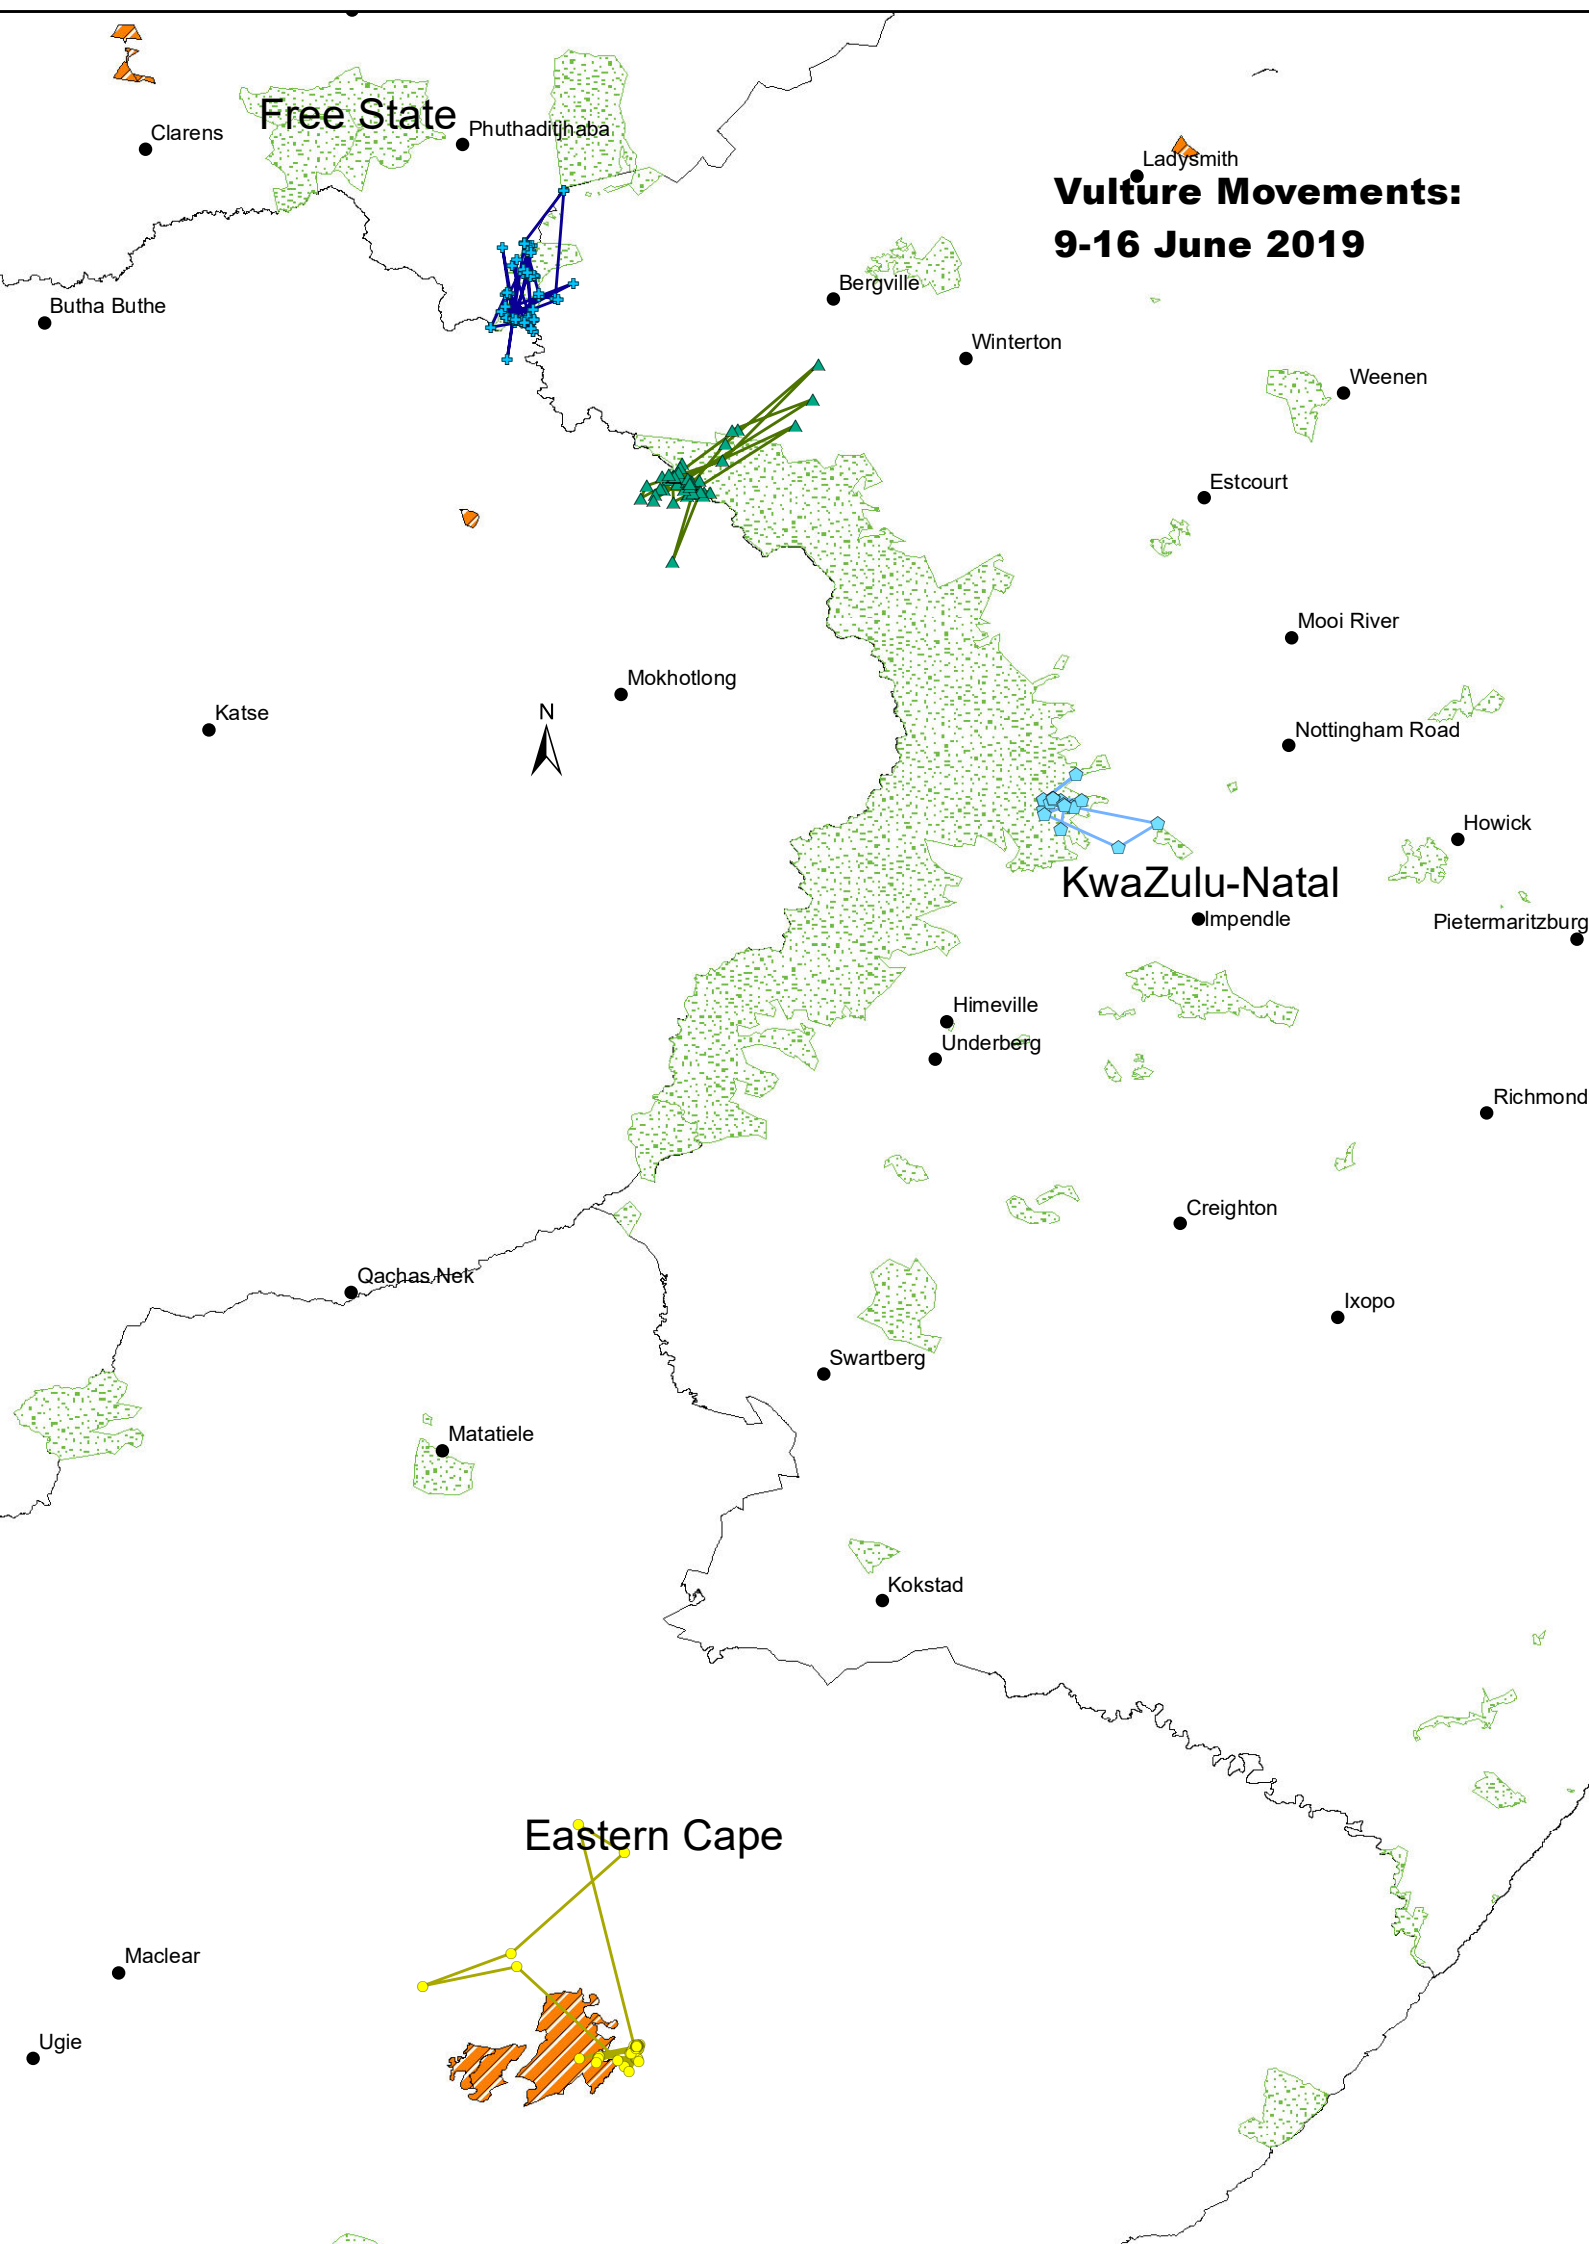 Free State
Clarens
Phuthaditjhaba
Ladysmith
Vulture Movements:
9-16 June 2019
Bergville
Butha Buthe
Winterton
Weenen
Estcourt
Mooi River
Mokhotlong
Katse
N
Nottingham Road
Howick
KwaZulu-Natal
Impendle
Pietermaritzburg
Himeville
Underberg
Richmond
Creighton
Qachas Nek
Ixopo
Swartberg
Matatiele
Kokstad
Eastern Cape
Maclear
Ugie